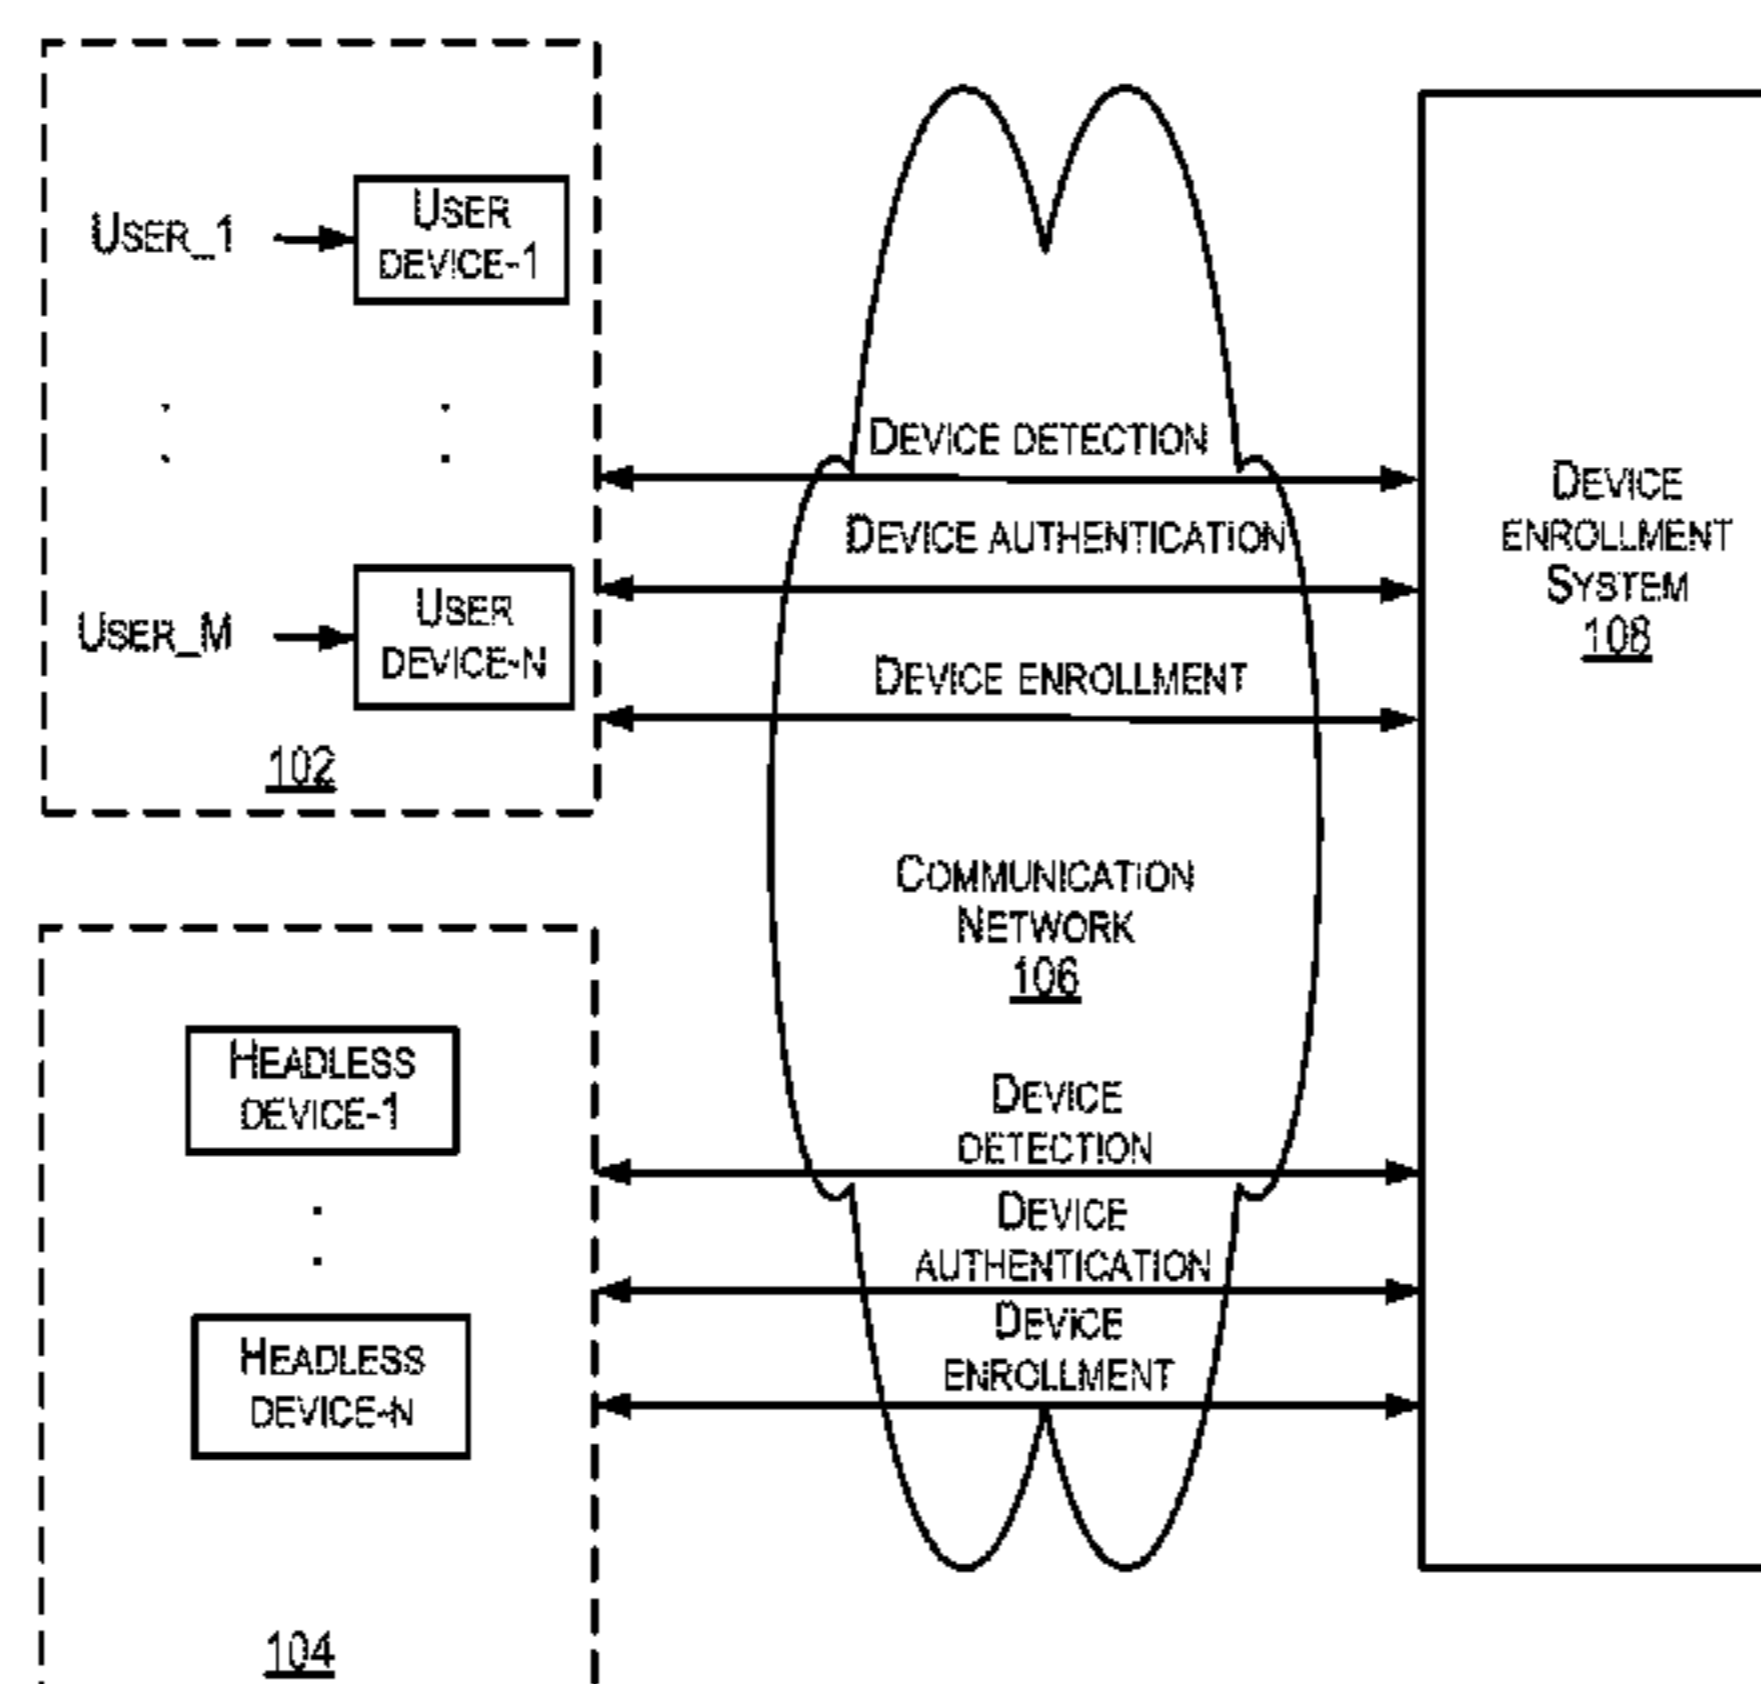 USER_1
USER
DEVICE-1
USER_M
USER
DEVICE-N
102
DEVICE DETECTION
DEVICE AUTHENTICATION
DEVICE ENROLLMENT
DEVICE
ENROLLMENT
SYSTEM
108
COMMUNICATION
NETWORK
106
HEADLESS
DEVICE-1
HEADLESS
DEVICE-N
104
DEVICE
DETECTION
DEVICE
AUTHENTICATION
DEVICE
ENROLLMENT